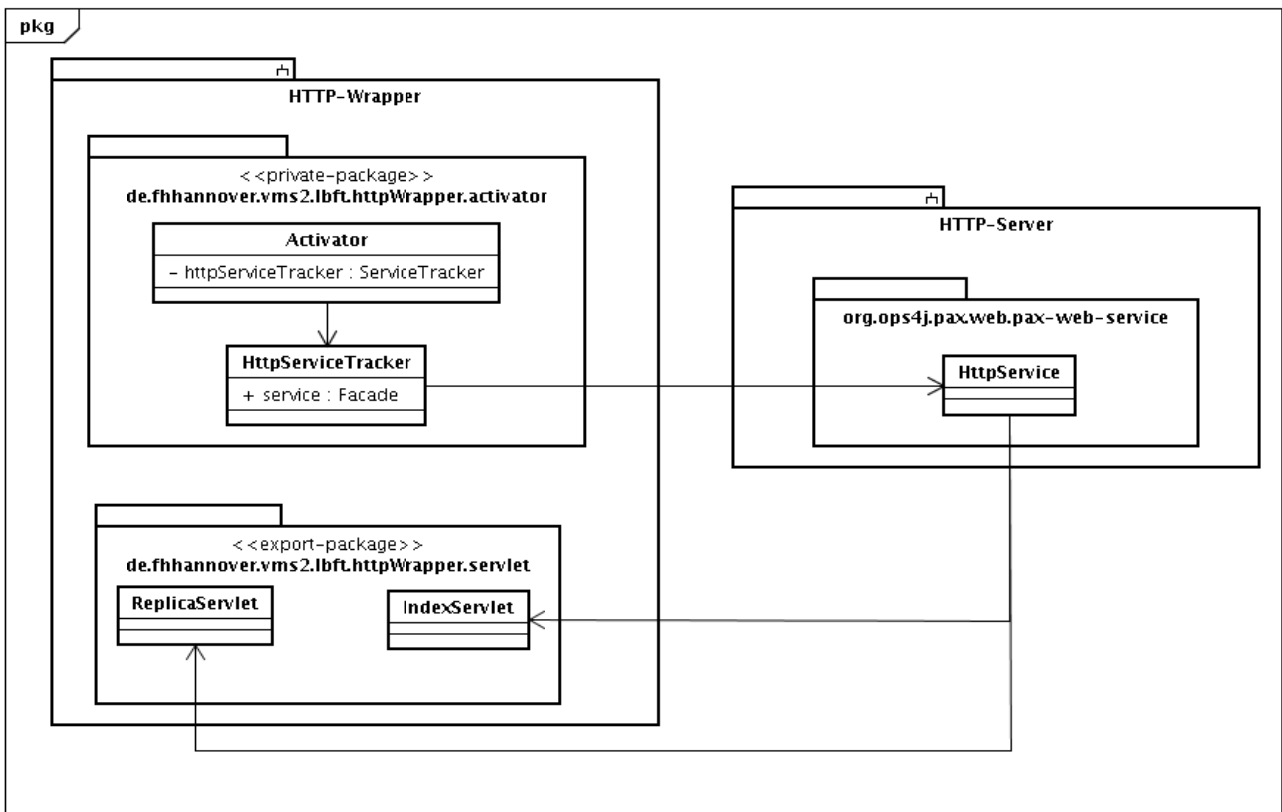 pkg
HTTP-Wrapper
<<private-package>>
de.fhhannover.vms2.lbft.httpWrapper.activator
Activator
- httpServiceTracker : ServiceTracker
HttpServiceTracker
+ service : Facade
<<export-package>>
de.fhhannover.vms2.lbft.httpWrapper.servlet
ReplicaServlet
IndexServlet
HTTP-Server
org.ops4j.pax.web.pax-web-service
HttpService